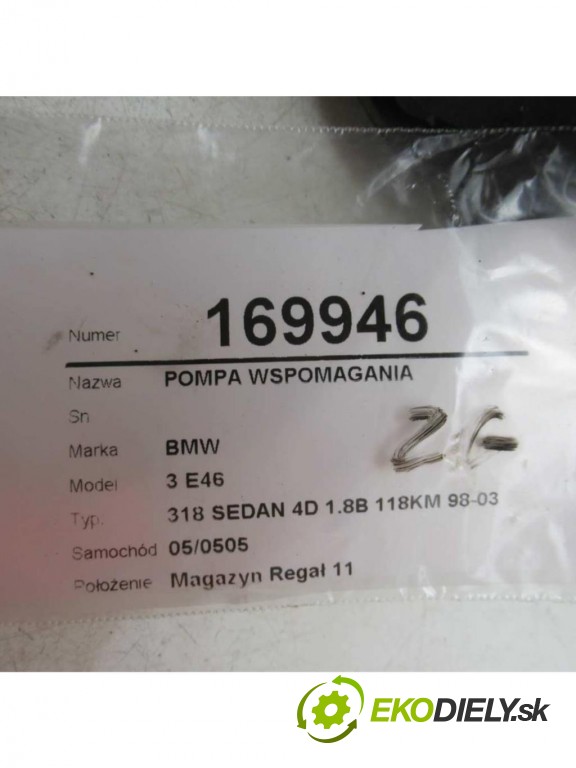 Numer 169946
Nazwa POMPA WSPOMAGANIA
Sn
Marka BMW
Model 3 E46
Typ. 318 SEDAN 4D 1.8B 118KM 98-03
Samochód 05/0505
Położenie Magazyn Regał 11
EKODIELY.sk